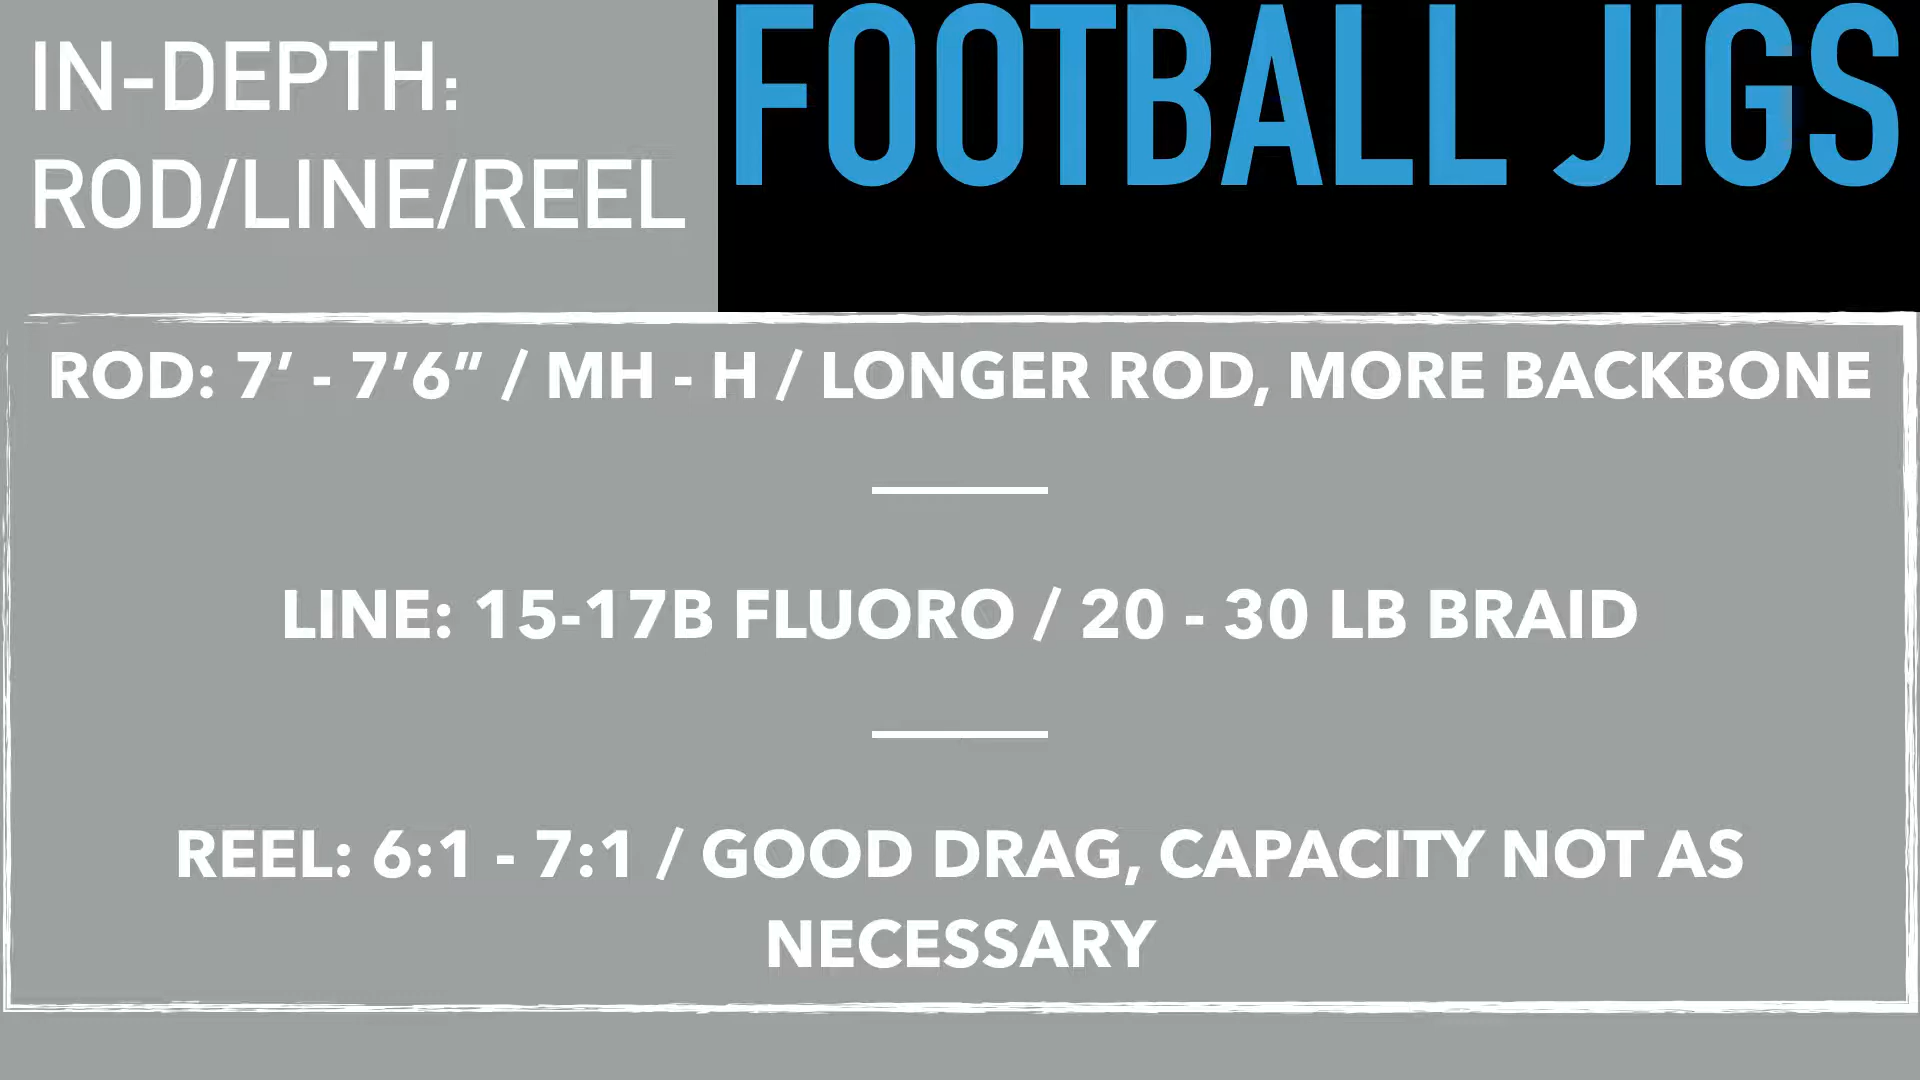 IN-DEPTH:
ROD/LINE/REEL
FOOTBALL JIGS
ROD: 7’ - 7’6” / MH - H / LONGER ROD, MORE BACKBONE
LINE: 15-17B FLUORO / 20 - 30 LB BRAID
REEL: 6:1 - 7:1 / GOOD DRAG, CAPACITY NOT AS
NECESSARY